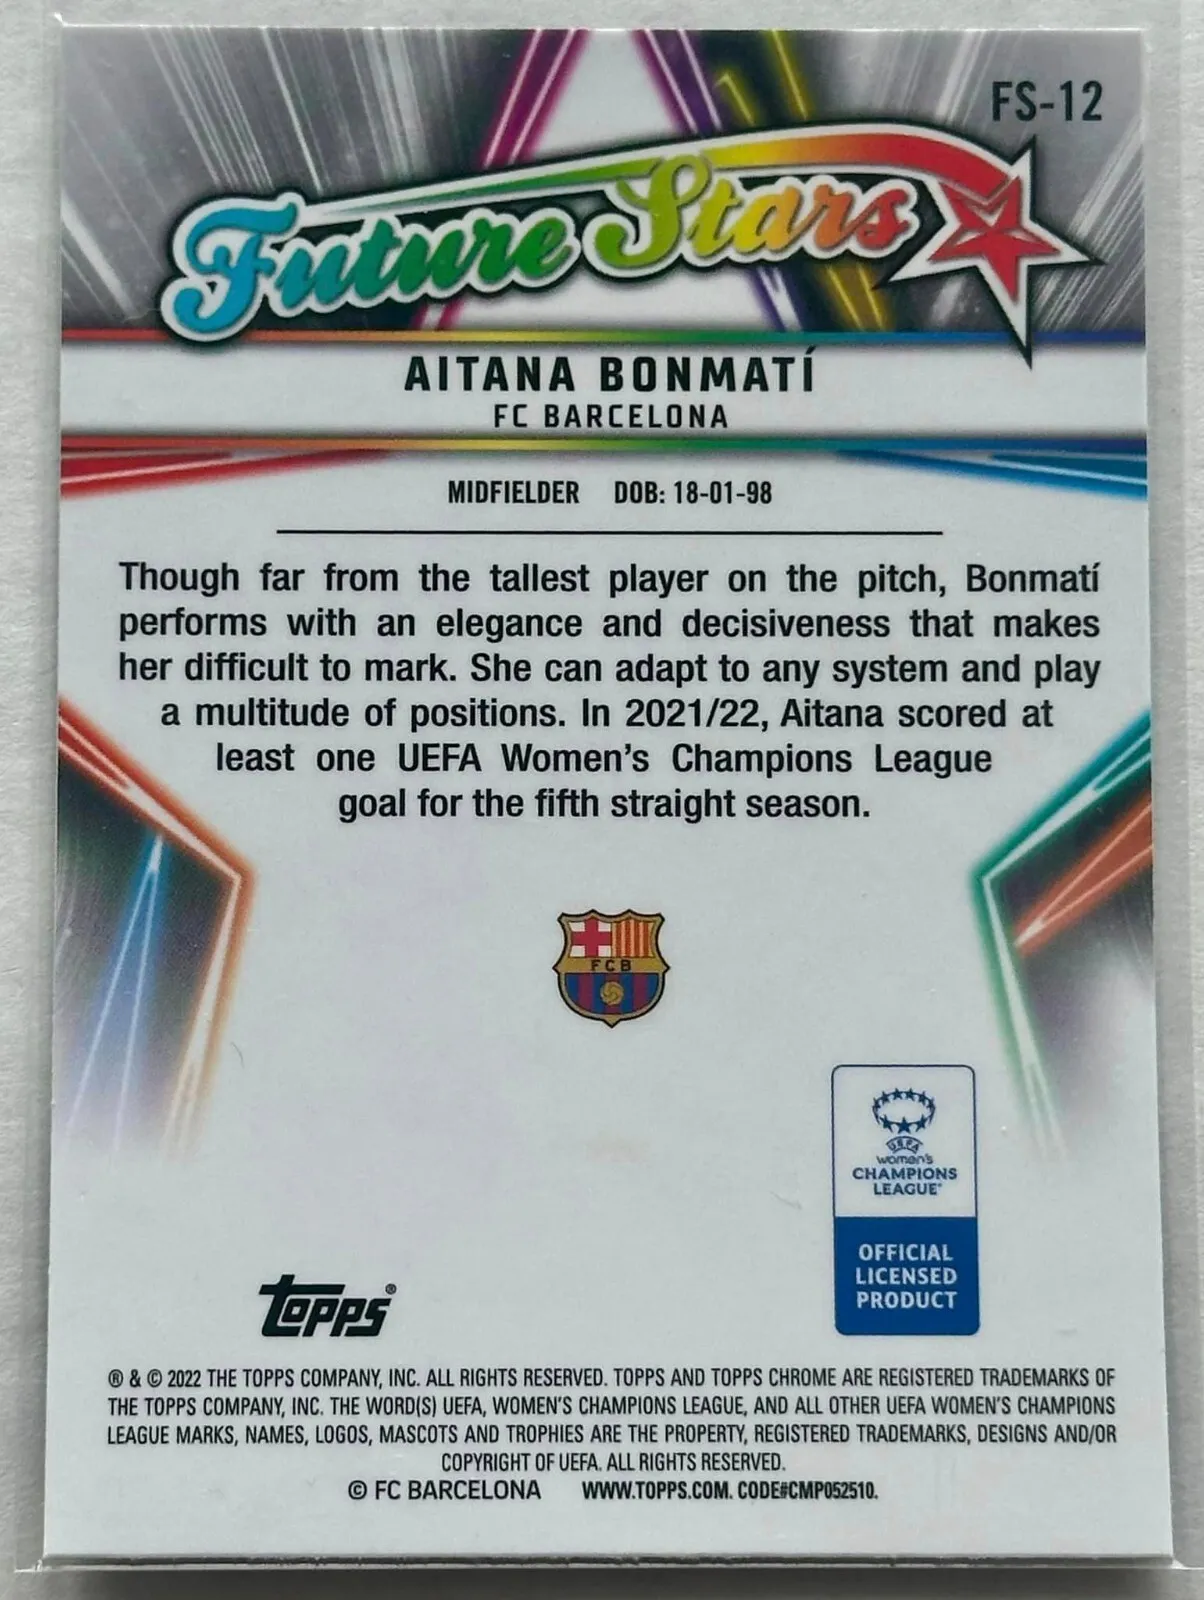 FS-12
Future Stars
AITANA BONMATÍ
FC BARCELONA
MIDFIELDER DOB: 18-01-98
Though far from the tallest player on the pitch, Bonmatí
performs with an elegance and decisiveness that makes
her difficult to mark. She can adapt to any system and play
a multitude of positions. In 2021/22, Aitana scored at
least one UEFA Women's Champions League
goal for the fifth straight season.
FCB
UEFA
women's
CHAMPIONS
LEAGUE
OFFICIAL
LICENSED
PRODUCT
topps®
® & © 2022 THE TOPPS COMPANY, INC. ALL RIGHTS RESERVED. TOPPS AND TOPPS CHROME ARE REGISTERED TRADEMARKS OF
THE TOPPS COMPANY, INC. THE WORD(S) UEFA, WOMEN'S CHAMPIONS LEAGUE, AND ALL OTHER UEFA WOMEN'S CHAMPIONS
LEAGUE MARKS, NAMES, LOGOS, MASCOTS AND TROPHIES ARE THE PROPERTY, REGISTERED TRADEMARKS, DESIGNS AND/OR
COPYRIGHT OF UEFA. ALL RIGHTS RESERVED.
© FC BARCELONA WWW.TOPPS.COM. CODE#CMP052510.